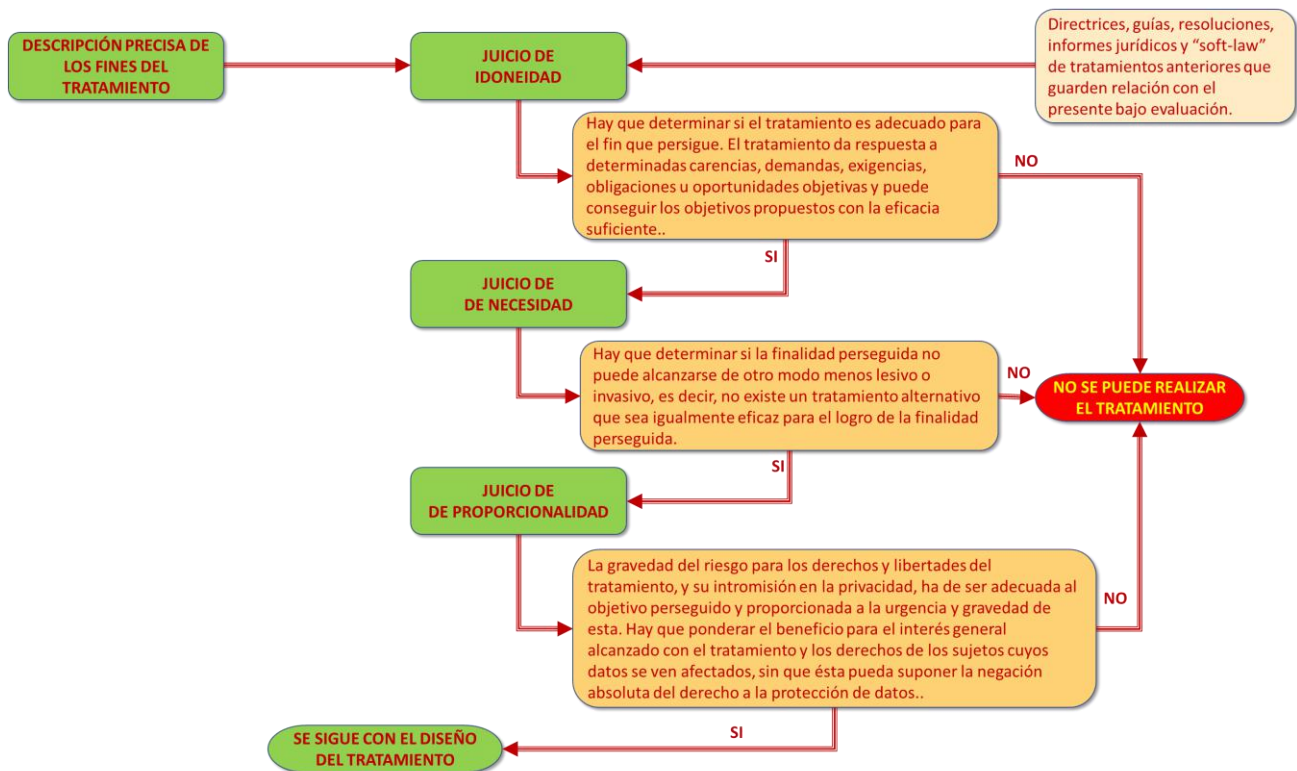 DESCRIPCIÓN PRECISA DE
LOS FINES DEL
TRATAMIENTO
JUICIO DE
IDONEIDAD
Directrices, guías, resoluciones,
informes jurídicos y “soft-law”
de tratamientos anteriores que
guarden relación con el
presente bajo evaluación.
Hay que determinar si el tratamiento es adecuado para
el fin que persigue. El tratamiento da respuesta a
determinadas carencias, demandas, exigencias,
obligaciones u oportunidades objetivas y puede
conseguir los objetivos propuestos con la eficacia
suficiente..
NO
SI
JUICIO DE
DE NECESIDAD
Hay que determinar si la finalidad perseguida no
puede alcanzarse de otro modo menos lesivo o
invasivo, es decir, no existe un tratamiento alternativo
que sea igualmente eficaz para el logro de la finalidad
perseguida.
NO
NO SE PUEDE REALIZAR
EL TRATAMIENTO
SI
JUICIO DE
DE PROPORCIONALIDAD
La gravedad del riesgo para los derechos y libertades del
tratamiento, y su intromisión en la privacidad, ha de ser adecuada al
objetivo perseguido y proporcionada a la urgencia y gravedad de
esta. Hay que ponderar el beneficio para el interés general
alcanzado con el tratamiento y los derechos de los sujetos cuyos
datos se ven afectados, sin que ésta pueda suponer la negación
absoluta del derecho a la protección de datos..
NO
SI
SE SIGUE CON EL DISEÑO
DEL TRATAMIENTO